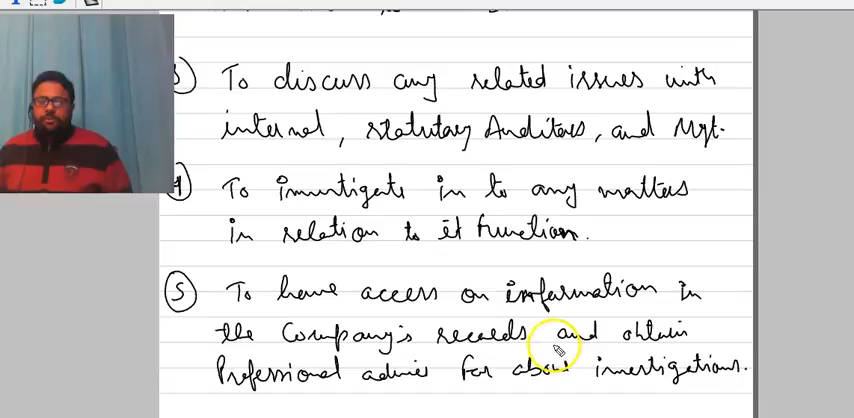 3) To discuss any related issues with
internal, statutory Auditors, and Mgt.
4) To investigate in to any matters
in relation to it function.
5) To have access on information in
the Company's records and obtain
Professional advice for about investigations.